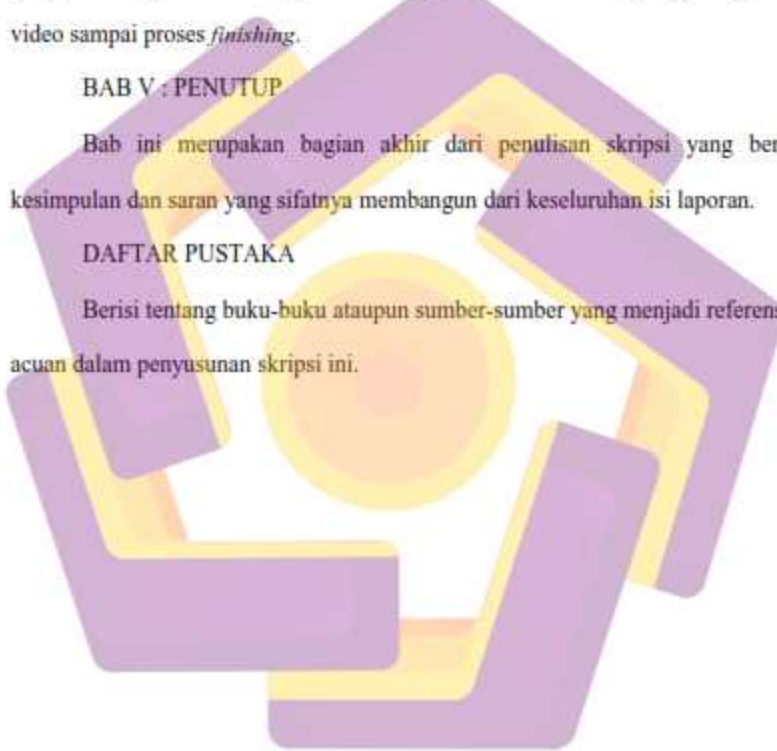 video sampai proses finishing.
BAB V : PENUTUP
Bab ini merupakan bagian akhir dari penulisan skripsi yang
kesimpulan dan saran yang sifatnya membangun dari keseluruhan isi laporan.
DAFTAR PUSTAKA
Berisi tentang buku-buku ataupun sumber-sumber yang menjadi
acuan dalam penyusunan skripsi ini.